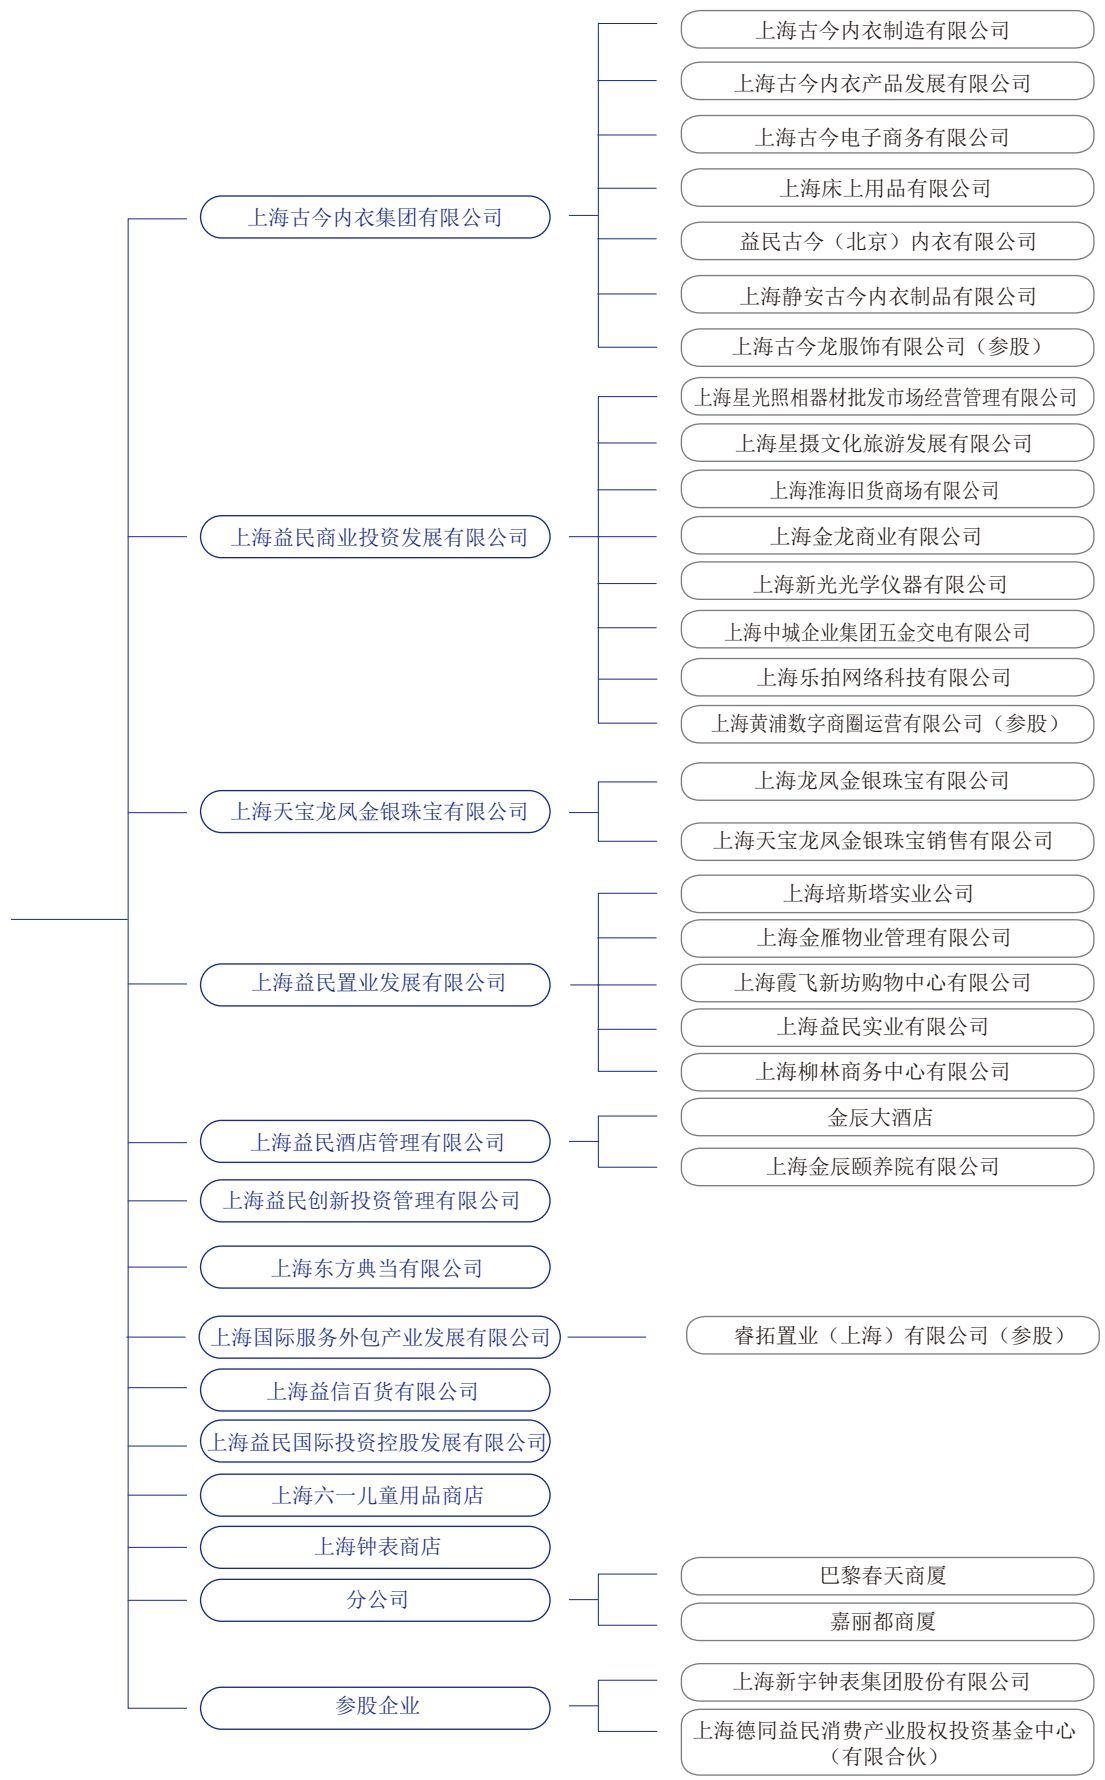 上海古今内衣集团有限公司
上海古今内衣制造有限公司
上海古今内衣产品发展有限公司
上海古今电子商务有限公司
上海床上用品有限公司
益民古今（北京）内衣有限公司
上海静安古今内衣制品有限公司
上海古今龙服饰有限公司（参股）
上海益民商业投资发展有限公司
上海星光照相器材批发市场经营管理有限公司
上海星摄文化旅游发展有限公司
上海淮海旧货商场有限公司
上海金龙商业有限公司
上海新光光学仪器有限公司
上海中城企业集团五金交电有限公司
上海乐拍网络科技有限公司
上海黄浦数字商圈运营有限公司（参股）
上海天宝龙凤金银珠宝有限公司
上海龙凤金银珠宝有限公司
上海天宝龙凤金银珠宝销售有限公司
上海益民置业发展有限公司
上海培斯塔实业公司
上海金雁物业管理有限公司
上海霞飞新坊购物中心有限公司
上海益民实业有限公司
上海柳林商务中心有限公司
上海益民酒店管理有限公司
金辰大酒店
上海金辰颐养院有限公司
上海益民创新投资管理有限公司
上海东方典当有限公司
上海国际服务外包产业发展有限公司
睿拓置业（上海）有限公司（参股）
上海益信百货有限公司
上海益民国际投资控股发展有限公司
上海六一儿童用品商店
上海钟表商店
分公司
巴黎春天商厦
嘉丽都商厦
参股企业
上海新宇钟表集团股份有限公司
上海德同益民消费产业股权投资基金中心
（有限合伙）